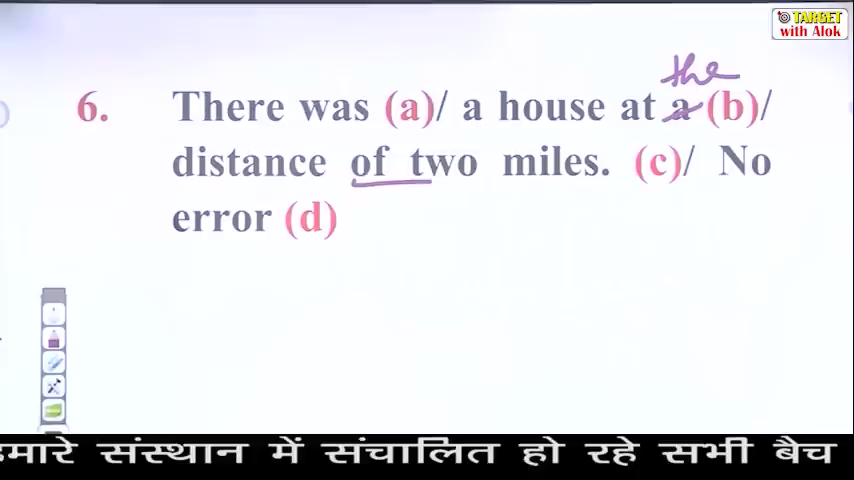 TARGET
with Alok
the
6. There was (a)/ a house at a (b)/
distance of two miles. (c)/ No
error (d)
हमारे संस्थान में संचालित हो रहे सभी बैच